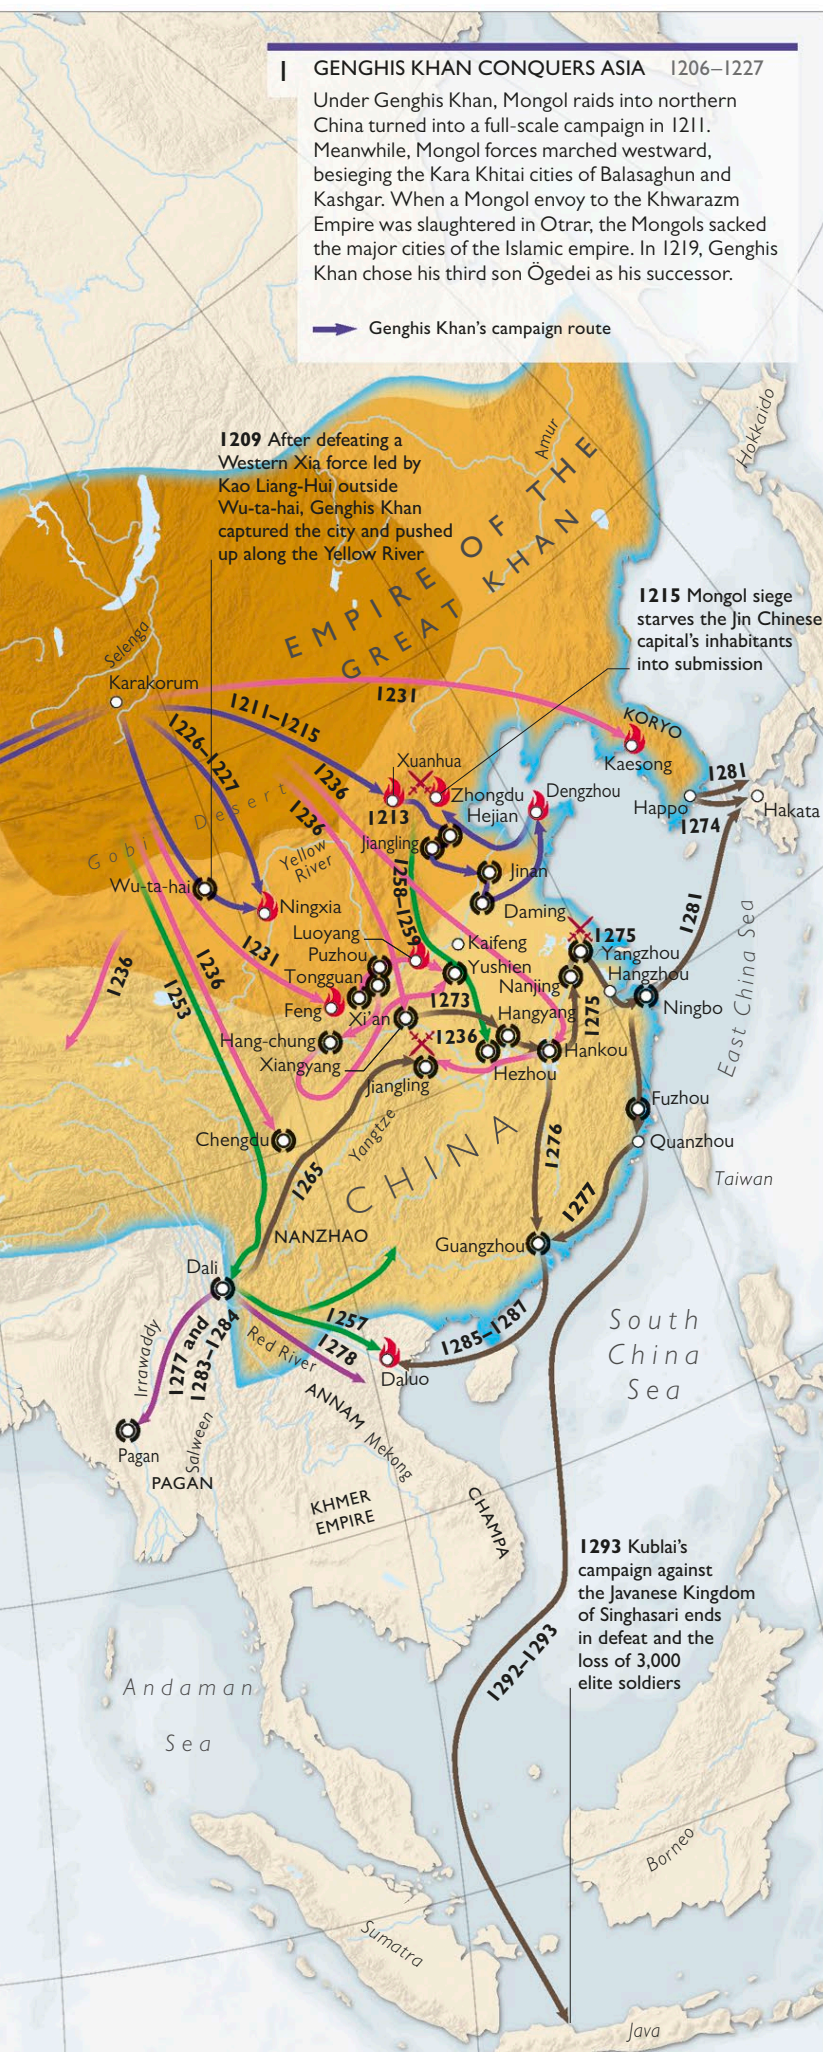 1 GENGHIS KHAN CONQUERS ASIA 1206–1227
Under Genghis Khan, Mongol raids into northern
China turned into a full-scale campaign in 1211.
Meanwhile, Mongol forces marched westward,
besieging the Kara Khitai cities of Balasaghun and
Kashgar. When a Mongol envoy to the Khwarazm
Empire was slaughtered in Otrar, the Mongols sacked
the major cities of the Islamic empire. In 1219, Genghis
Khan chose his third son Ögedei as his successor.
Genghis Khan's campaign route
Hokkaido
Amur
1209 After defeating a
Western Xia force led by
Kao Liang-Hui outside
Wu-ta-hai, Genghis Khan
captured the city and pushed
up along the Yellow River
EMPIRE OF THE
GREAT KHAN
1215 Mongol siege
starves the Jin Chinese
capital's inhabitants
into submission
Selenga
Karakorum
1231
1211–1215
1226–1227
KORYO
Kaesong
Xuanhua
1236
1236
1213
Zhongdu
Hejian
Dengzhou
Happo
1281
1274
Hakata
Gobi Desert
Jiangling
Yellow
River
1258–1259
Jinan
Wu-ta-hai
Ningxia
Daming
1281
Luoyang
Kaifeng
1275
Puzhou
Yangzhou
1231
Tongguan
Yushien
Hangzhou
1236
1236
Nanjing
1253
Feng
1273
Hangyang
Ningbo
Xi'an
1275
East China Sea
Hang-chung
1236
Hankou
Xiangyang
Hezhou
Jiangling
Fuzhou
Chengdu
Yangtze
1276
Quanzhou
CHINA
Taiwan
1265
1277
NANZHAO
Guangzhou
Dali
South
China
Sea
1257
1285–1287
Irrawaddy
1277 and
1283–1284
Red River
1278
Daluo
ANNAM
Salween
Mekong
Pagan
PAGAN
KHMER
EMPIRE
CHAMPA
1293 Kublai's
campaign against
the Javanese Kingdom
of Singhasari ends
in defeat and the
loss of 3,000
elite soldiers
1292–1293
Andaman
Sea
Borneo
Sumatra
Java